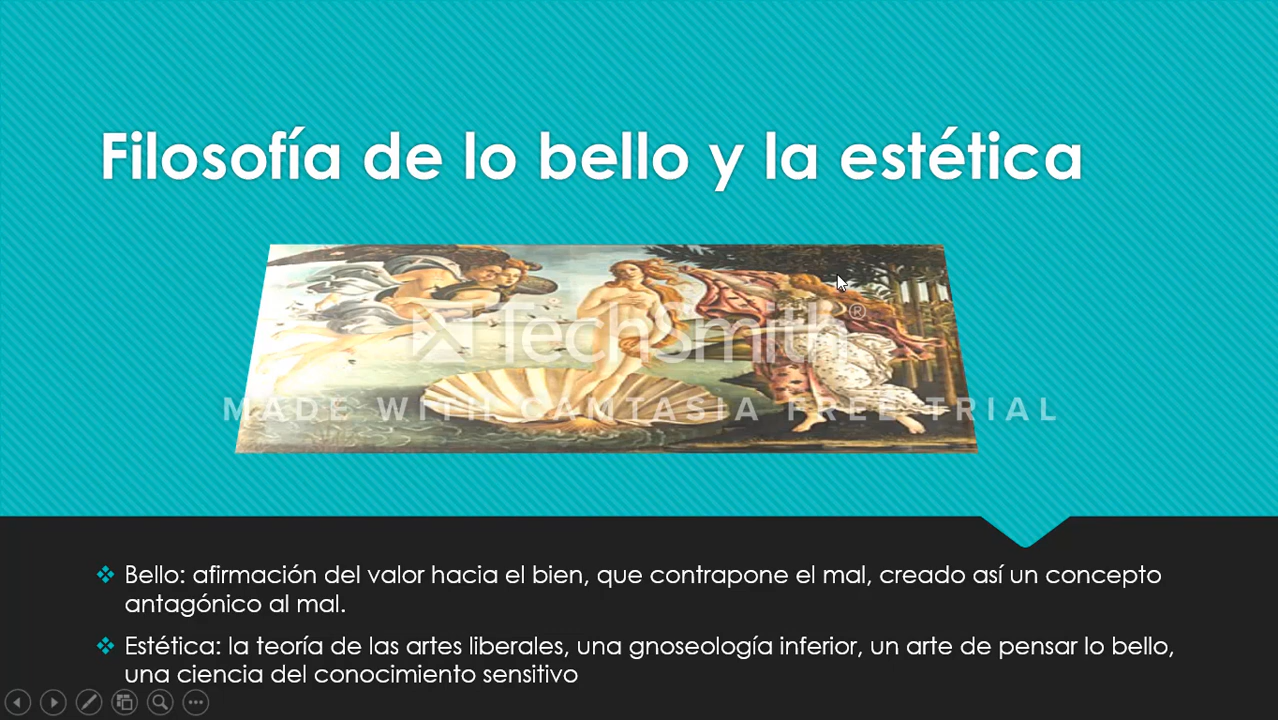 Filosofía de lo bello y la estética
TechSmith®
MADE WITH CAMTASIA FREE TRIAL
Bello: afirmación del valor hacia el bien, que contrapone el mal, creado así un concepto
antagónico al mal.
Estética: la teoría de las artes liberales, una gnoseología inferior, un arte de pensar lo bello,
una ciencia del conocimiento sensitivo